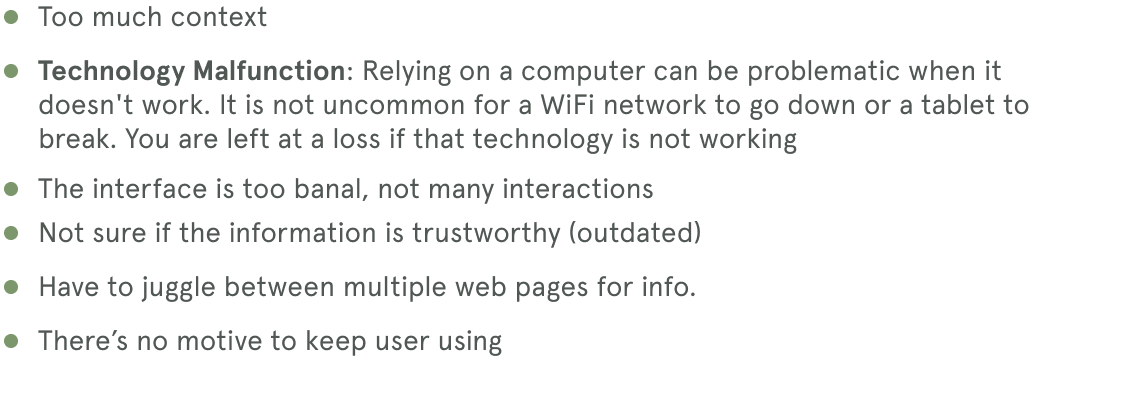 Too much context
Technology Malfunction: Relying on a computer can be problematic when it
doesn't work. It is not uncommon for a WiFi network to go down or a tablet to
break. You are left at a loss if that technology is not working
The interface is too banal, not many interactions
Not sure if the information is trustworthy (outdated)
Have to juggle between multiple web pages for info.
There’s no motive to keep user using